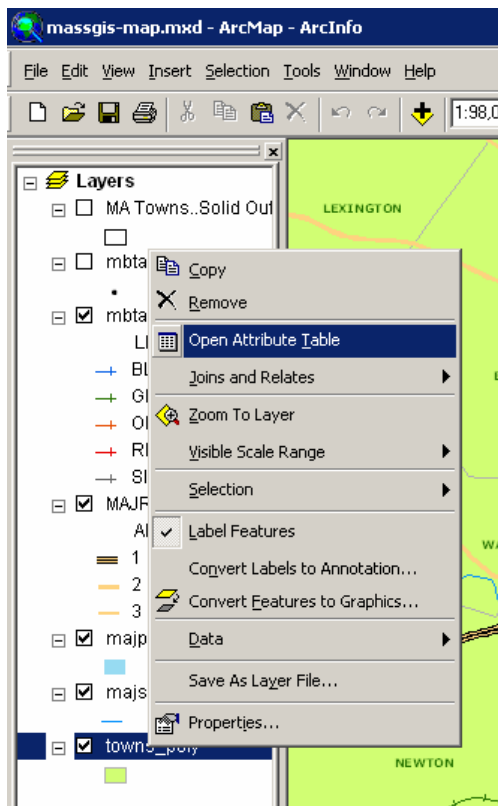 massgis-map.mxd - ArcMap - ArcInfo
File Edit View Insert Selection Tools Window Help
1:98,0
Layers
MA Towns..Solid Out
LEXINGTON
mbta
Copy
Remove
mbta
Open Attribute Table
Joins and Relates
Zoom To Layer
Visible Scale Range
Selection
MAJR
Label Features
1
Convert Labels to Annotation...
2
Convert Features to Graphics...
3
majp
Data
Save As Layer File...
majs
Properties...
towns_poly
NEWTON